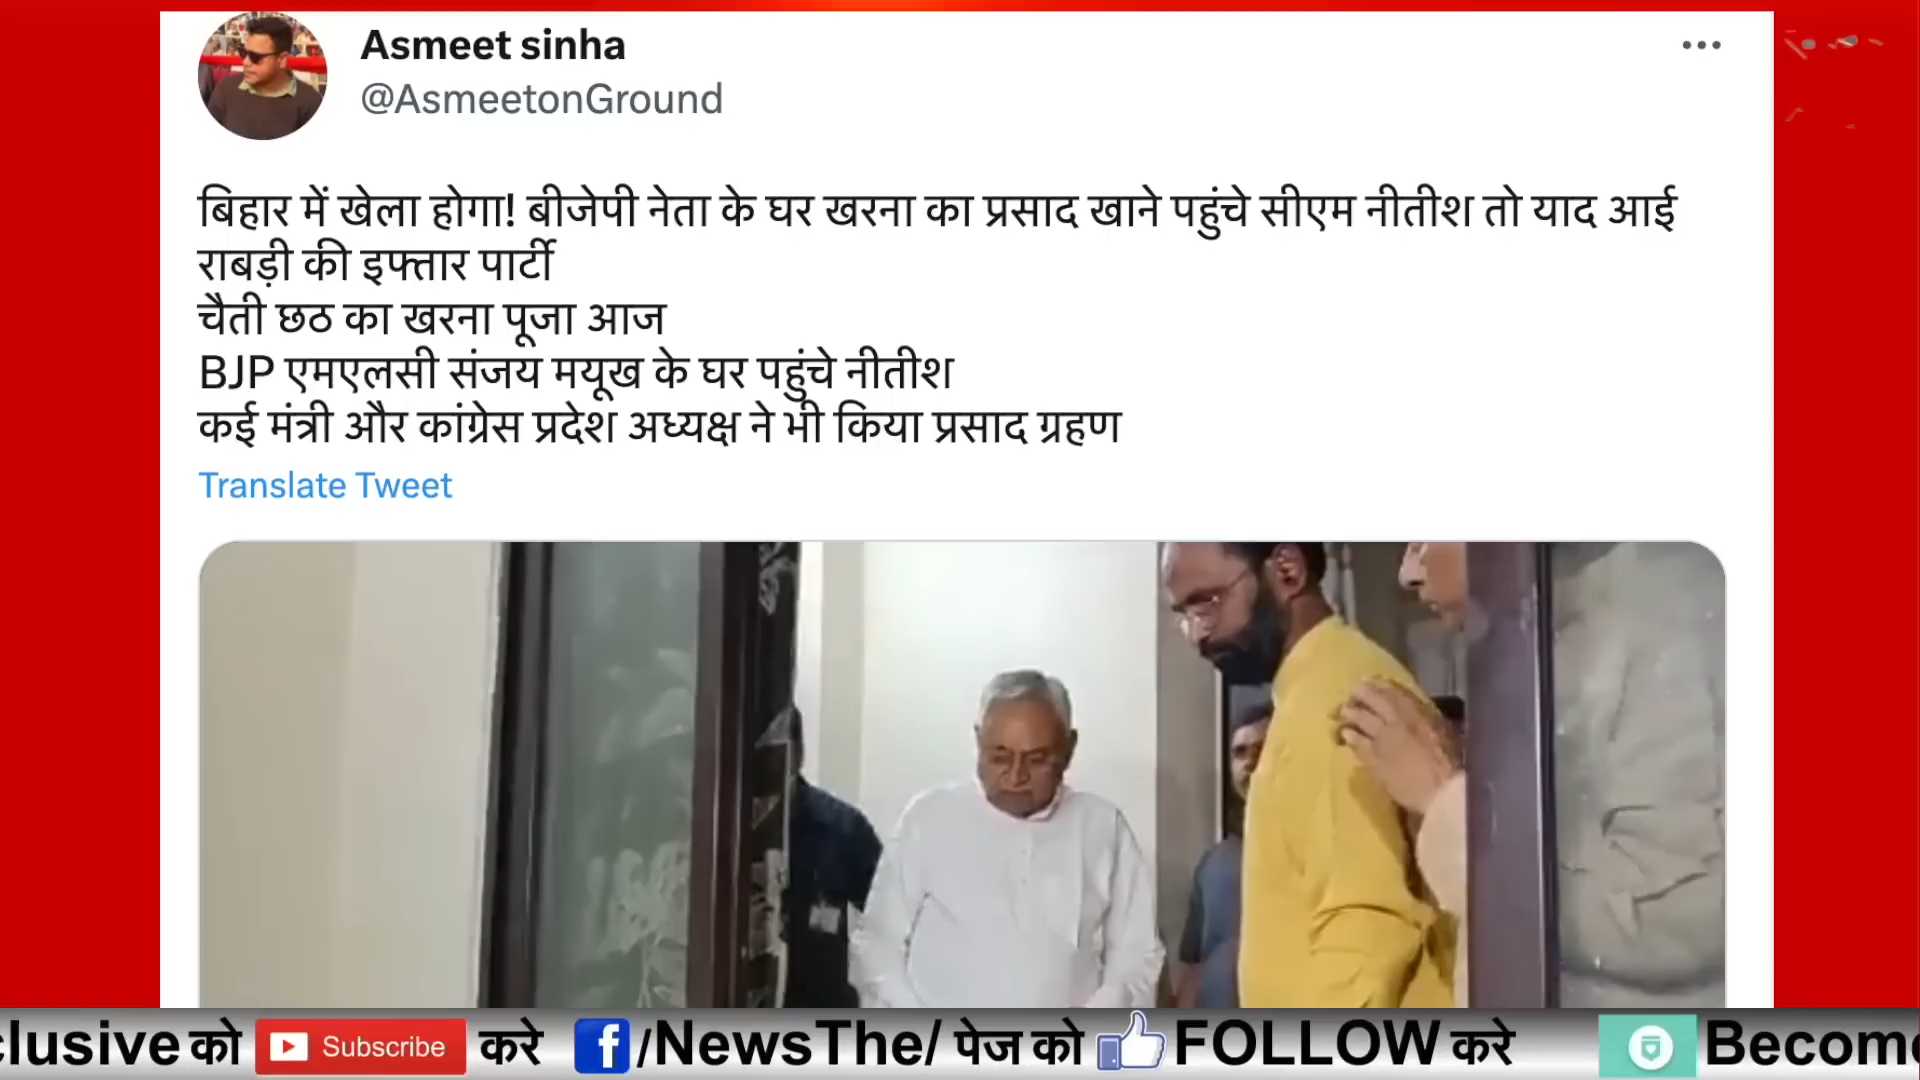 Asmeet sinha
@AsmeetonGround
बिहार में खेला होगा! बीजेपी नेता के घर खरना का प्रसाद खाने पहुंचे सीएम नीतीश तो याद आई
राबड़ी की इफ्तार पार्टी
चैती छठ का खरना पूजा आज
BJP एमएलसी संजय मयूख के घर पहुंचे नीतीश
कई मंत्री और कांग्रेस प्रदेश अध्यक्ष ने भी किया प्रसाद ग्रहण
Translate Tweet
clusive को Subscribe करे f/NewsThe/ पेज को FOLLOW करे Becom